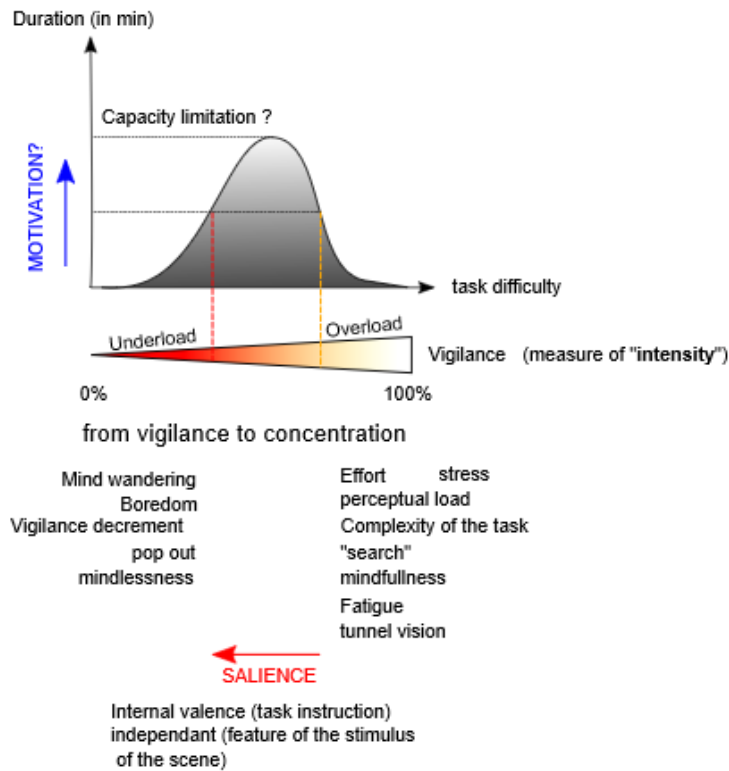 Duration (in min)
Capacity limitation ?
MOTIVATION?
task difficulty
Underload
Overload
Vigilance (measure of "intensity")
0%
100%
from vigilance to concentration
Mind wandering
Boredom
Vigilance decrement
pop out
mindlessness
Effort stress
perceptual load
Complexity of the task
"search"
mindfullness
Fatigue
tunnel vision
SALIENCE
Internal valence (task instruction)
independant (feature of the stimulus
of the scene)